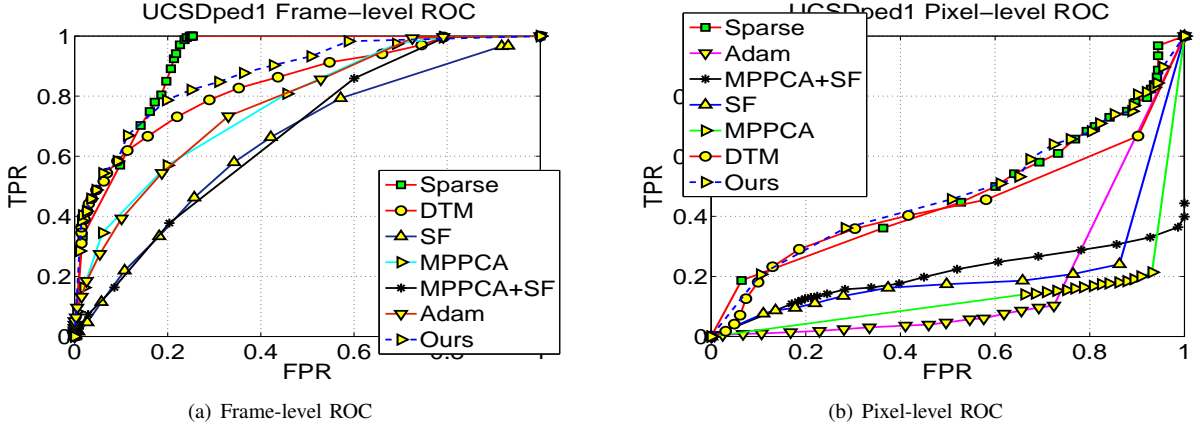 UCSDped1 Frame-level ROC
1
0.8
0.6
0.4
0.2
0
TPR
0
0.2
0.4
0.6
0.8
1
FPR
Sparse
DTM
SF
MPPCA
MPPCA+SF
Adam
Ours
(a) Frame-level ROC
UCSDped1 Pixel-level ROC
Sparse
Adam
MPPCA+SF
SF
MPPCA
DTM
Ours
0.4
0.2
0
TPR
0
0.2
0.4
0.6
0.8
1
FPR
(b) Pixel-level ROC